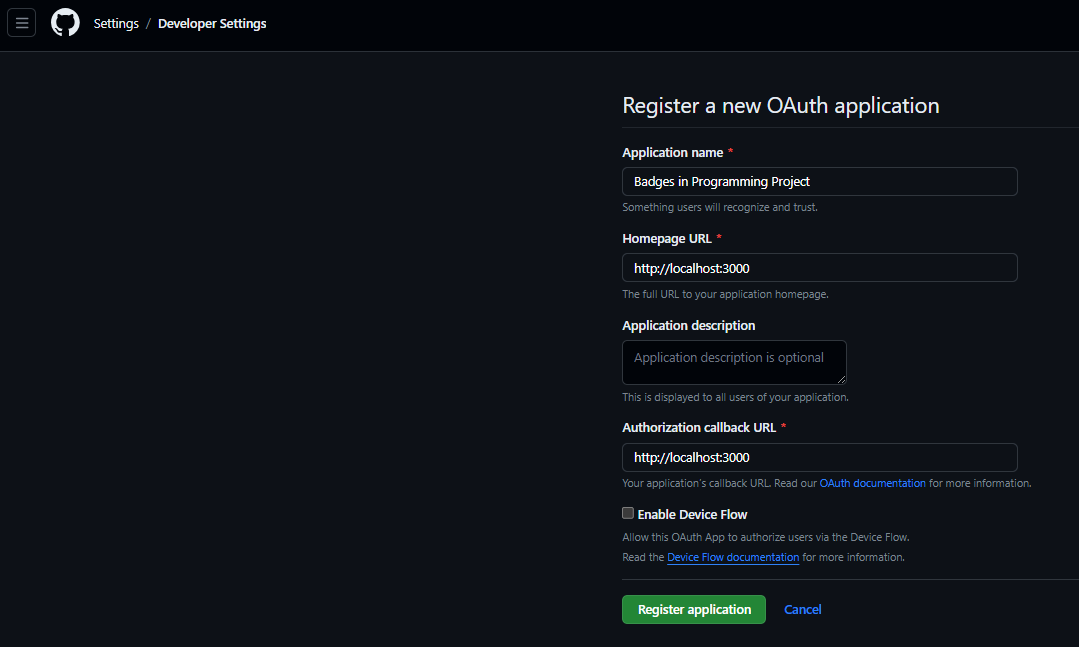 Settings / Developer Settings
Register a new OAuth application
Application name *
Badges in Programming Project
Something users will recognize and trust.
Homepage URL *
http://localhost:3000
The full URL to your application homepage.
Application description
Application description is optional
This is displayed to all users of your application.
Authorization callback URL *
http://localhost:3000
Your application's callback URL. Read our OAuth documentation for more information.
Enable Device Flow
Allow this OAuth App to authorize users via the Device Flow.
Read the Device Flow documentation for more information.
Register application Cancel